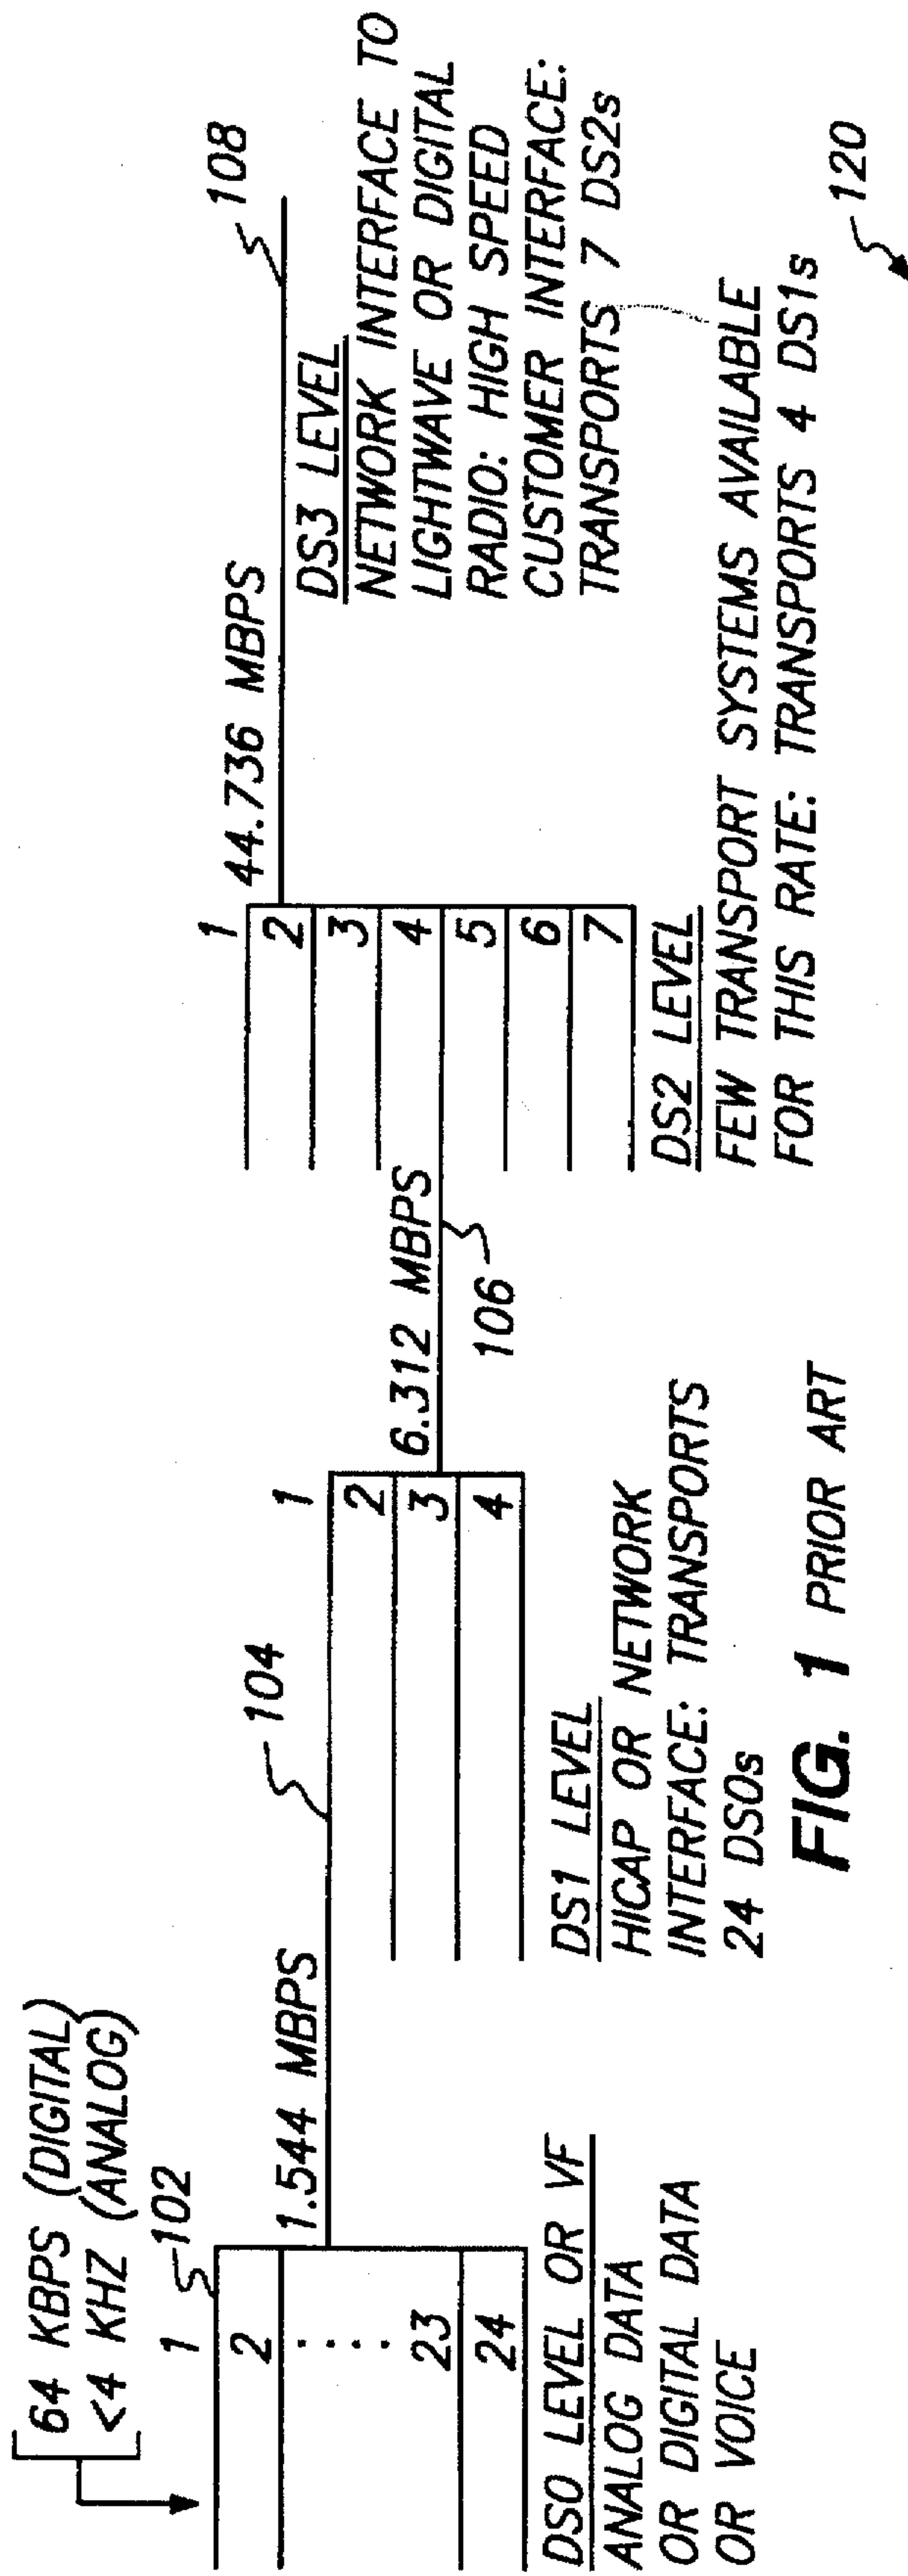 64 KBPS (DIGITAL)
<4 KHZ (ANALOG)
102
1
2
23
24
1.544 MBPS
DS0 LEVEL OR VF
ANALOG DATA
OR DIGITAL DATA
OR VOICE
104
1
2
3
4
6.312 MBPS
106
DS1 LEVEL
HICAP OR NETWORK
INTERFACE: TRANSPORTS
24 DS0s
1
2
3
4
5
6
7
44.736 MBPS
108
DS2 LEVEL
FEW TRANSPORT SYSTEMS AVAILABLE
FOR THIS RATE: TRANSPORTS 4 DS1s
DS3 LEVEL
NETWORK INTERFACE TO
LIGHTWAVE OR DIGITAL
RADIO: HIGH SPEED
CUSTOMER INTERFACE:
TRANSPORTS 7 DS2s
120
FIG. 1 PRIOR ART